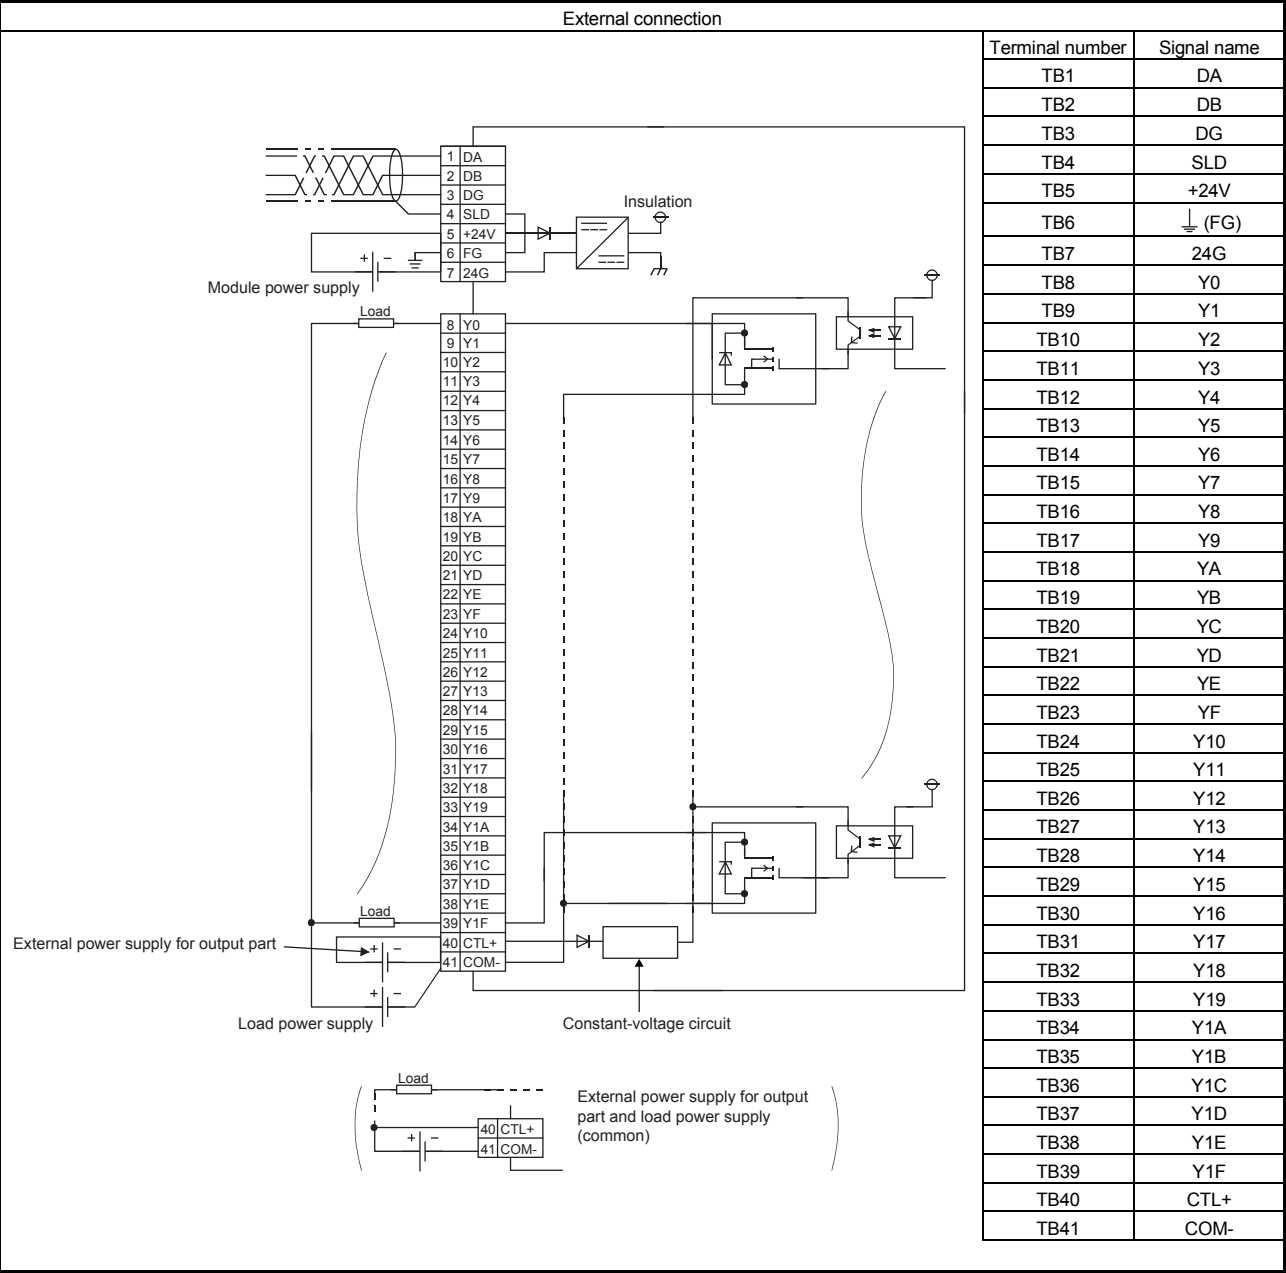 External connection
Terminal number Signal name
TB1 DA
TB2 DB
TB3 DG
TB4 SLD
TB5 +24V
TB6 (FG)
TB7 24G
TB8 Y0
TB9 Y1
TB10 Y2
TB11 Y3
TB12 Y4
TB13 Y5
TB14 Y6
TB15 Y7
TB16 Y8
TB17 Y9
TB18 YA
TB19 YB
TB20 YC
TB21 YD
TB22 YE
TB23 YF
TB24 Y10
TB25 Y11
TB26 Y12
TB27 Y13
TB28 Y14
TB29 Y15
TB30 Y16
TB31 Y17
TB32 Y18
TB33 Y19
TB34 Y1A
TB35 Y1B
TB36 Y1C
TB37 Y1D
TB38 Y1E
TB39 Y1F
TB40 CTL+
TB41 COM-
1 DA
2 DB
3 DG
4 SLD
5 +24V
6 FG
7 24G
Insulation
+ −
Module power supply
Load
8 Y0
9 Y1
10 Y2
11 Y3
12 Y4
13 Y5
14 Y6
15 Y7
16 Y8
17 Y9
18 YA
19 YB
20 YC
21 YD
22 YE
23 YF
24 Y10
25 Y11
26 Y12
27 Y13
28 Y14
29 Y15
30 Y16
31 Y17
32 Y18
33 Y19
34 Y1A
35 Y1B
36 Y1C
37 Y1D
38 Y1E
39 Y1F
40 CTL+
41 COM-
Load
External power supply for output part
+ −
+ −
Load power supply
Constant-voltage circuit
Load
40 CTL+
41 COM-
+ −
External power supply for output
part and load power supply
(common)